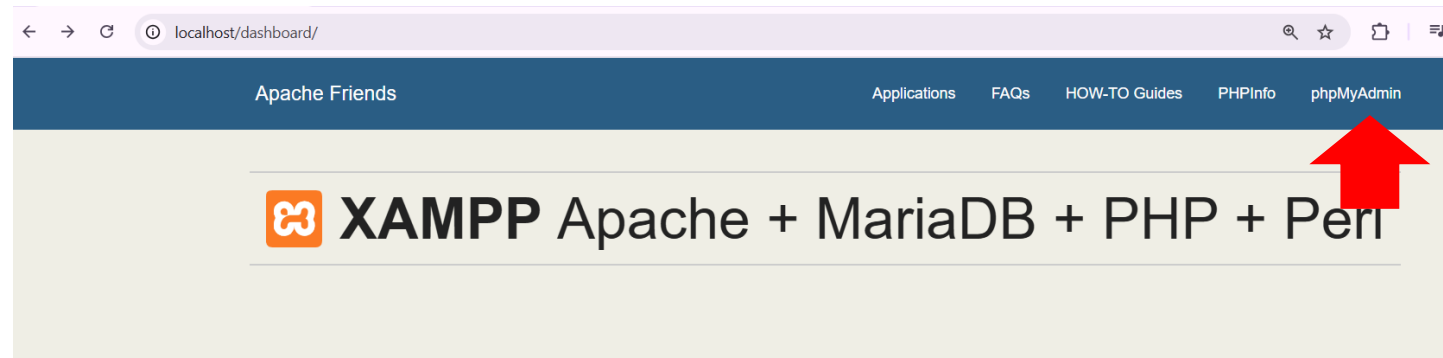 localhost/dashboard/
Apache Friends Applications FAQs HOW-TO Guides PHPInfo phpMyAdmin
XAMPP Apache + MariaDB + PHP + Perl